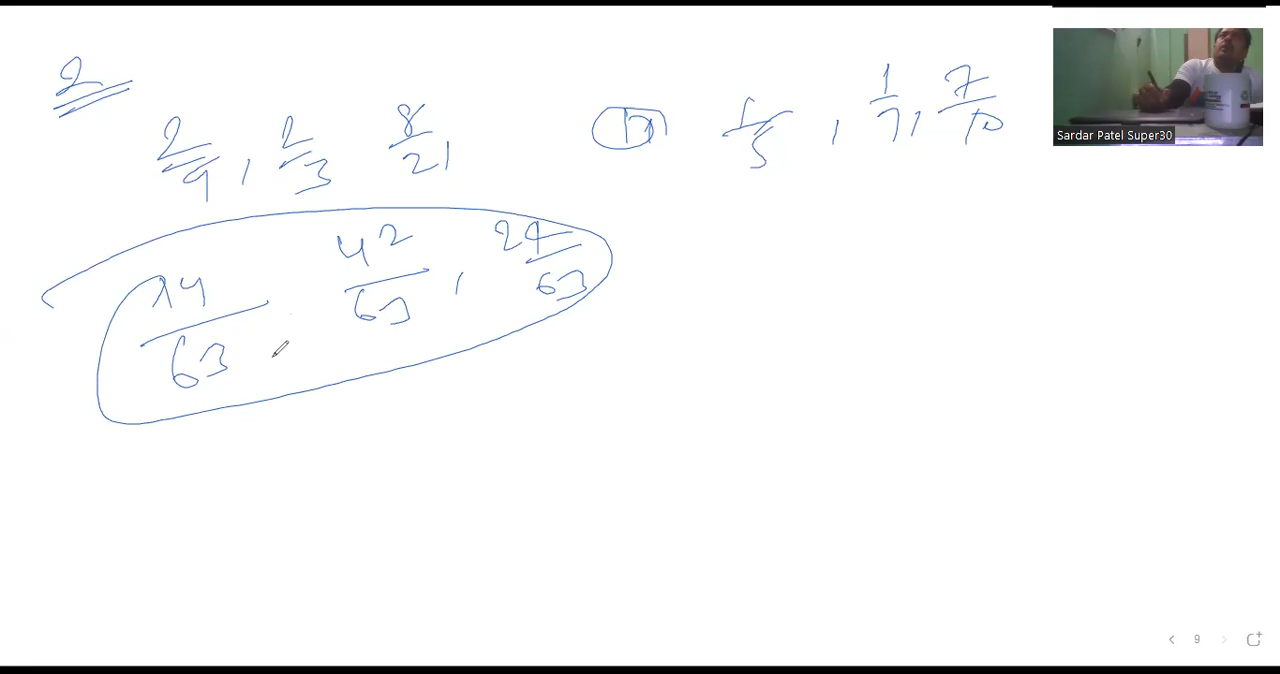 2
2/9, 2/3 8/21
14/63, 42/63, 24/63
1/5, 1/7, 7/10
Sardar Patel Super30
9